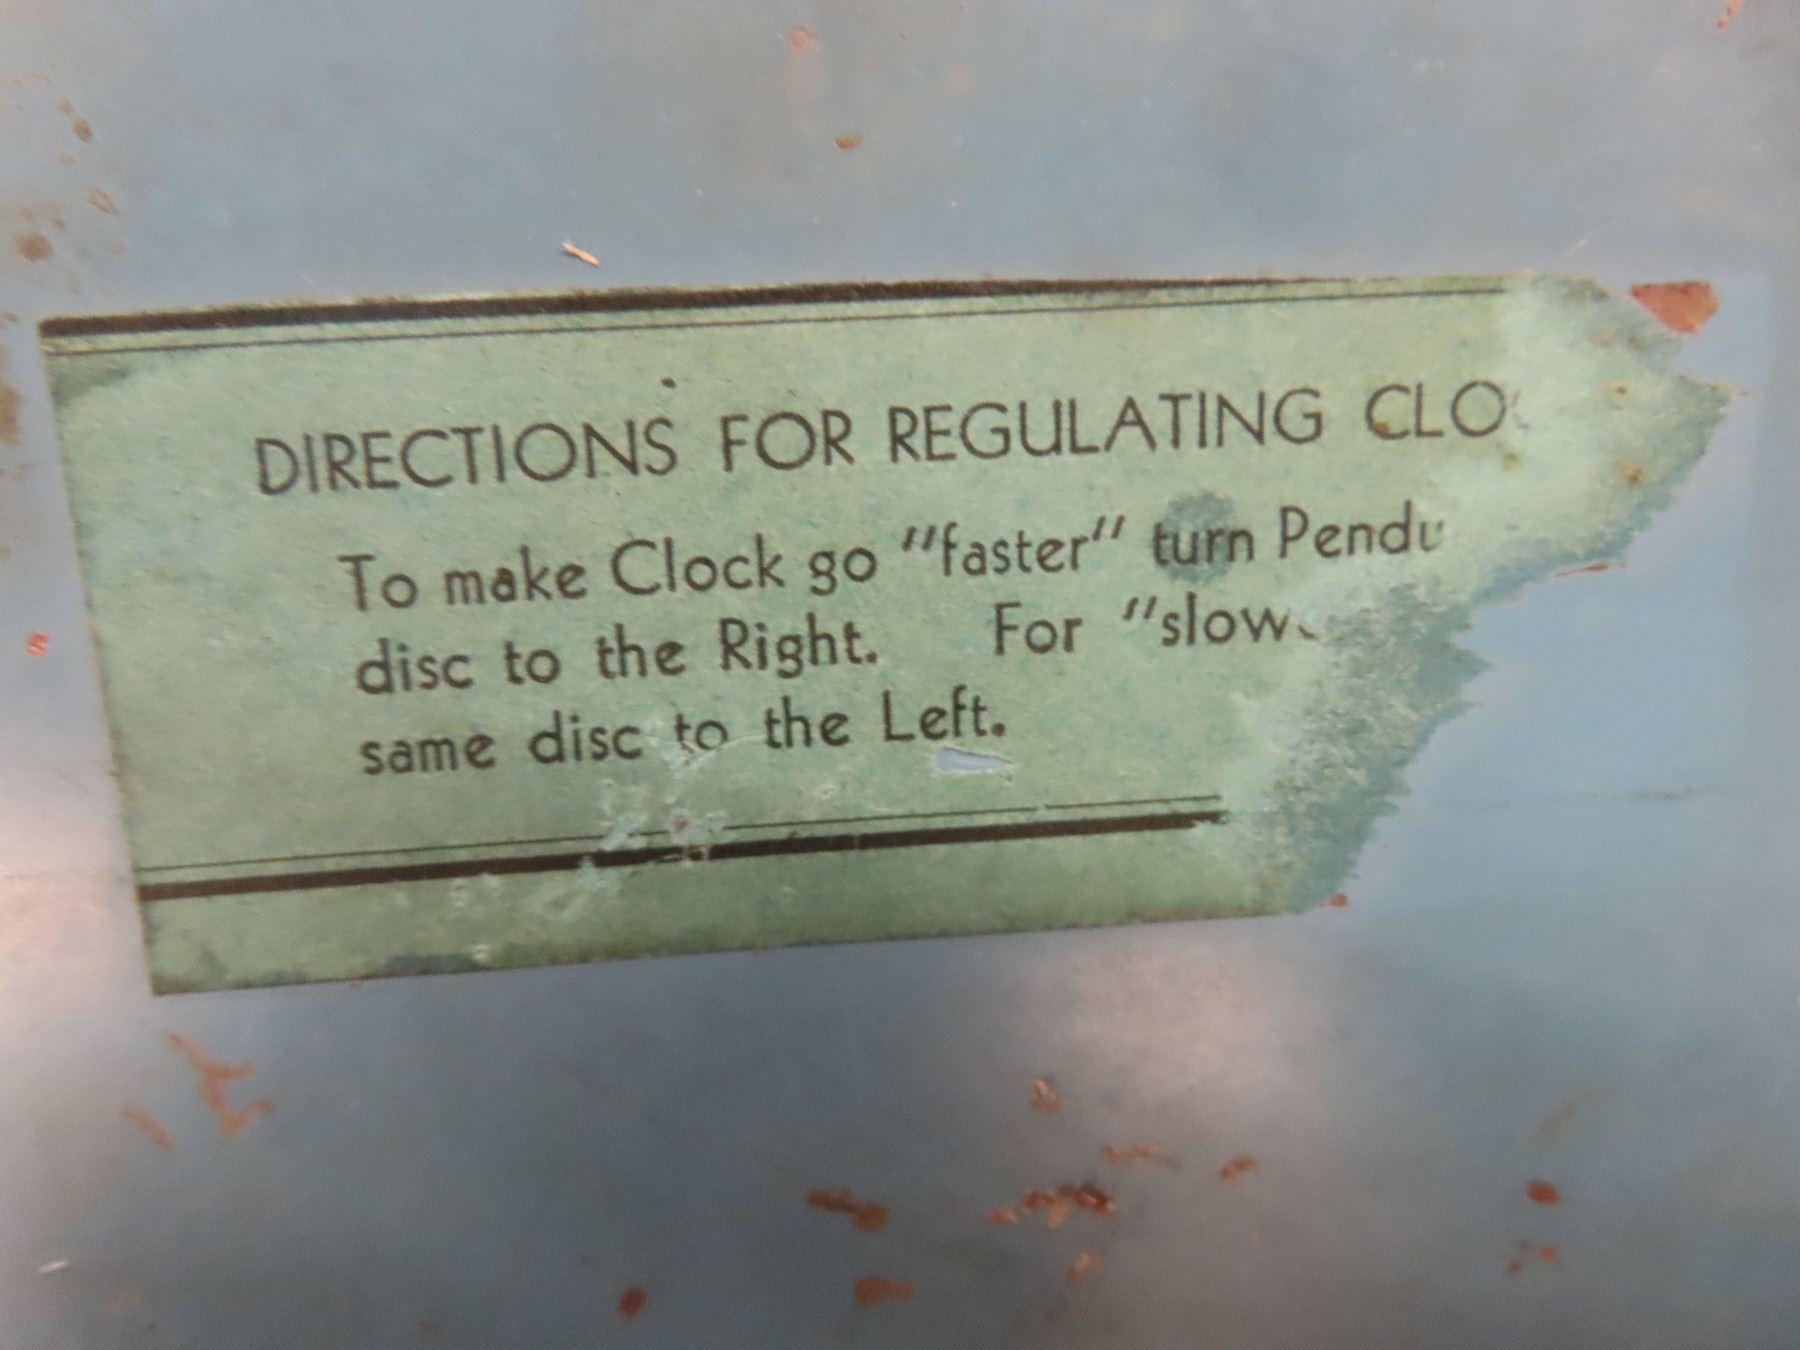 DIRECTIONS FOR REGULATING CLO
To make Clock go "faster" turn Pendu
disc to the Right. For "slow
same disc to the Left.